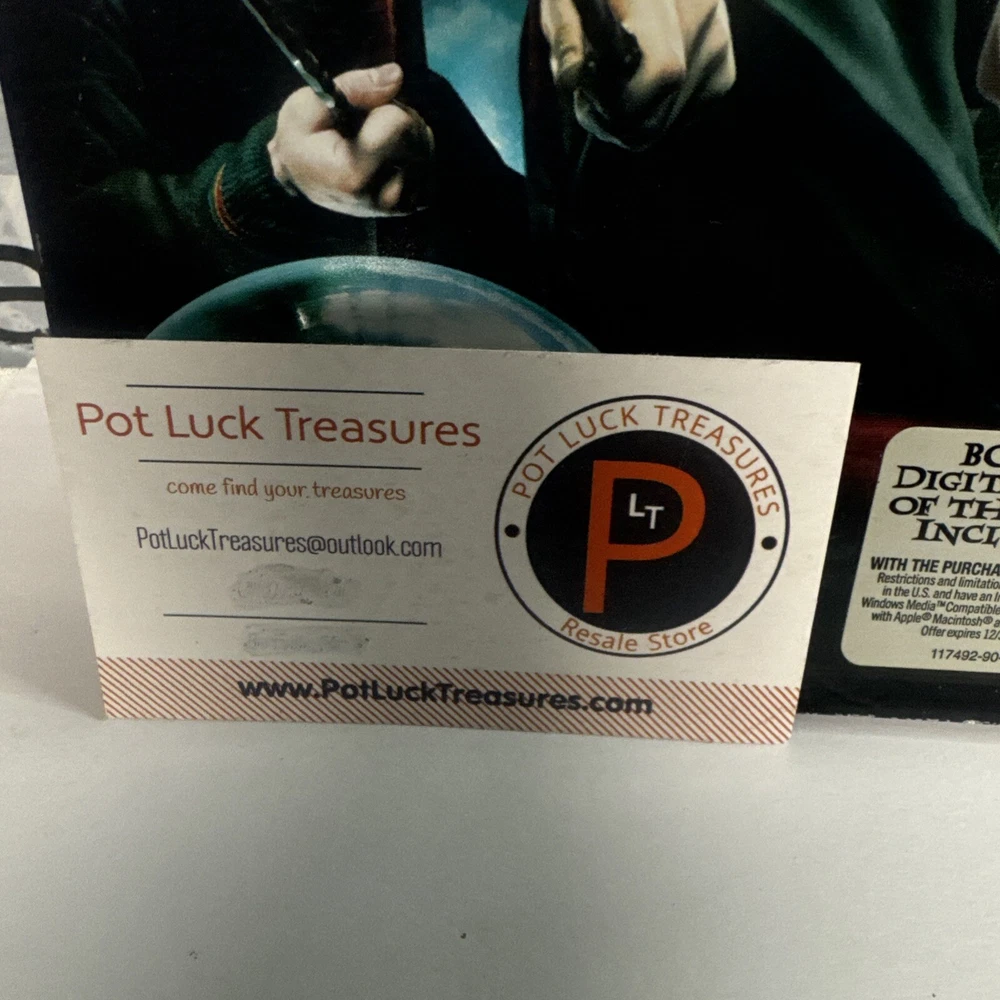 Pot Luck Treasures
come find your treasures
PotLuckTreasures@outlook.com
www.PotLuckTreasures.com
POT LUCK TREASURES
P
LT
Resale Store
BO
DIGIT
OF TH
INCL
WITH THE PURCHA
Restrictions and limitatio
in the U.S. and have an In
Windows Media™ Compatible
with Apple® Macintosh® a
Offer expires 12/
117492-90